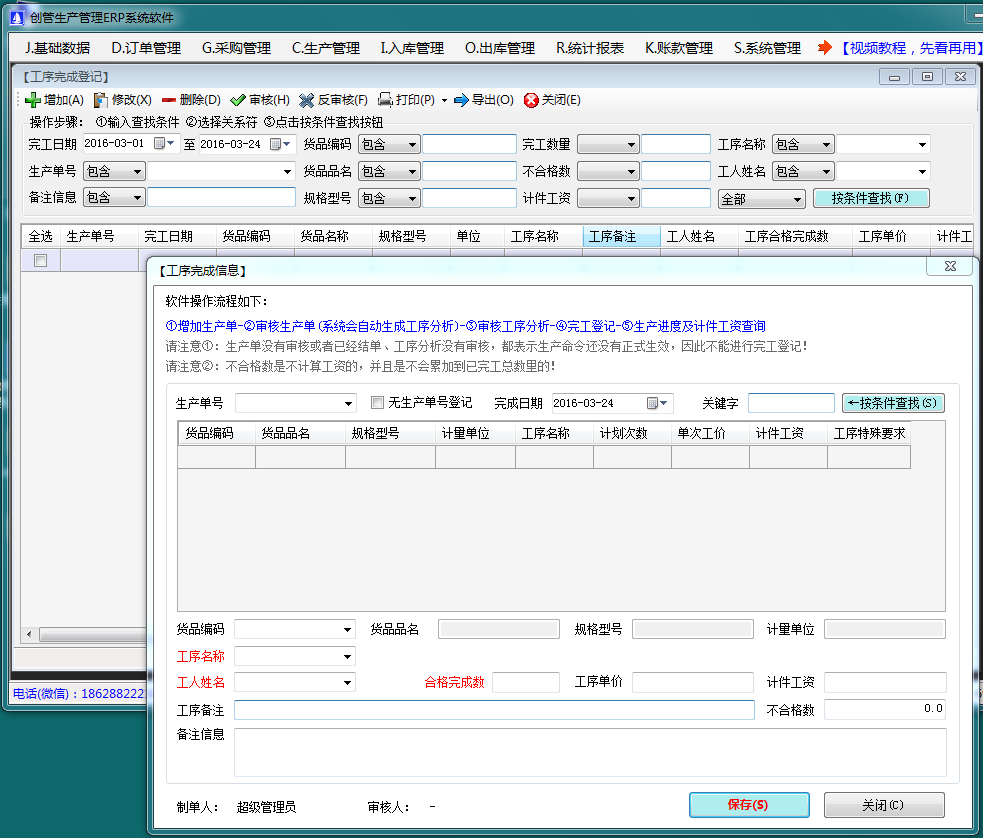 创管生产管理ERP系统软件
J.基础数据 D.订单管理 G.采购管理 C.生产管理 I.入库管理 O.出库管理 R.统计报表 K.账款管理 S.系统管理 【视频教程，先看再用】
【工序完成登记】
增加(A) 修改(X) 删除(D) 审核(H) 反审核(F) 打印(P) 导出(O) 关闭(E)
操作步骤： ①输入查找条件 ②选择关系符 ③点击按条件查找按钮
完工日期 2016-03-01 至 2016-03-24 货品编码 包含 完工数量 工序名称 包含
生产单号 包含 货品品名 包含 不合格数 工人姓名 包含
备注信息 包含 规格型号 包含 计件工资 全部 按条件查找(F)
全选 生产单号 完工日期 货品编码 货品名称 规格型号 单位 工序名称 工序备注 工人姓名 工序合格完成数 工序单价 计件工
【工序完成信息】
软件操作流程如下：
①增加生产单-②审核生产单(系统会自动生成工序分析)-③审核工序分析-④完工登记-⑤生产进度及计件工资查询
请注意①：生产单没有审核或者已经结单、工序分析没有审核，都表示生产命令还没有正式生效，因此不能进行完工登记！
请注意②：不合格数是不计算工资的，并且是不会累加到已完工总数里的！
生产单号 无生产单号登记 完成日期 2016-03-24 关键字 ←按条件查找(S)
货品编码 货品品名 规格型号 计量单位 工序名称 计划次数 单次工价 计件工资 工序特殊要求
货品编码 货品品名 规格型号 计量单位
工序名称
工人姓名 合格完成数 工序单价 计件工资
电话(微信)：186288222
工序备注 不合格数 0.0
备注信息
制单人： 超级管理员 审核人： - 保存(S) 关闭(C)